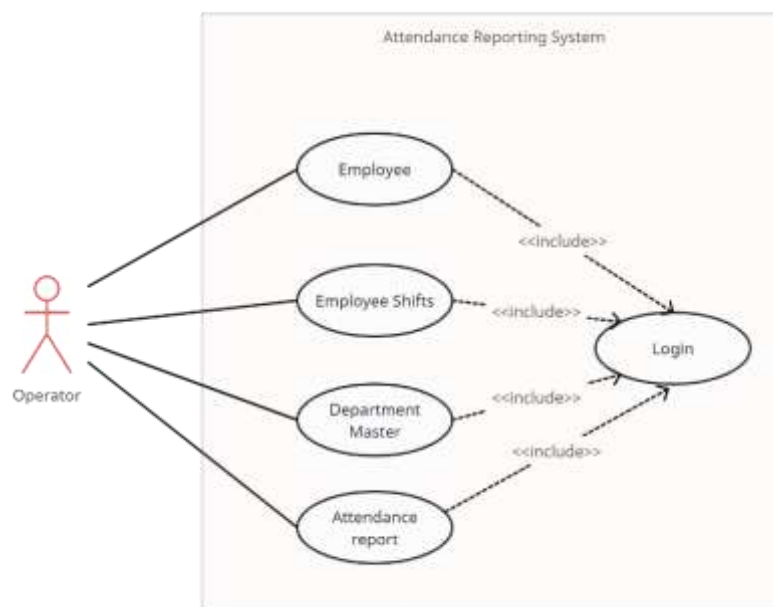 Attendance Reporting System
Employee
<<include>>
Employee Shifts
<<include>>
Login
Operator
Department
Master
<<include>>
<<include>>
Attendance
report